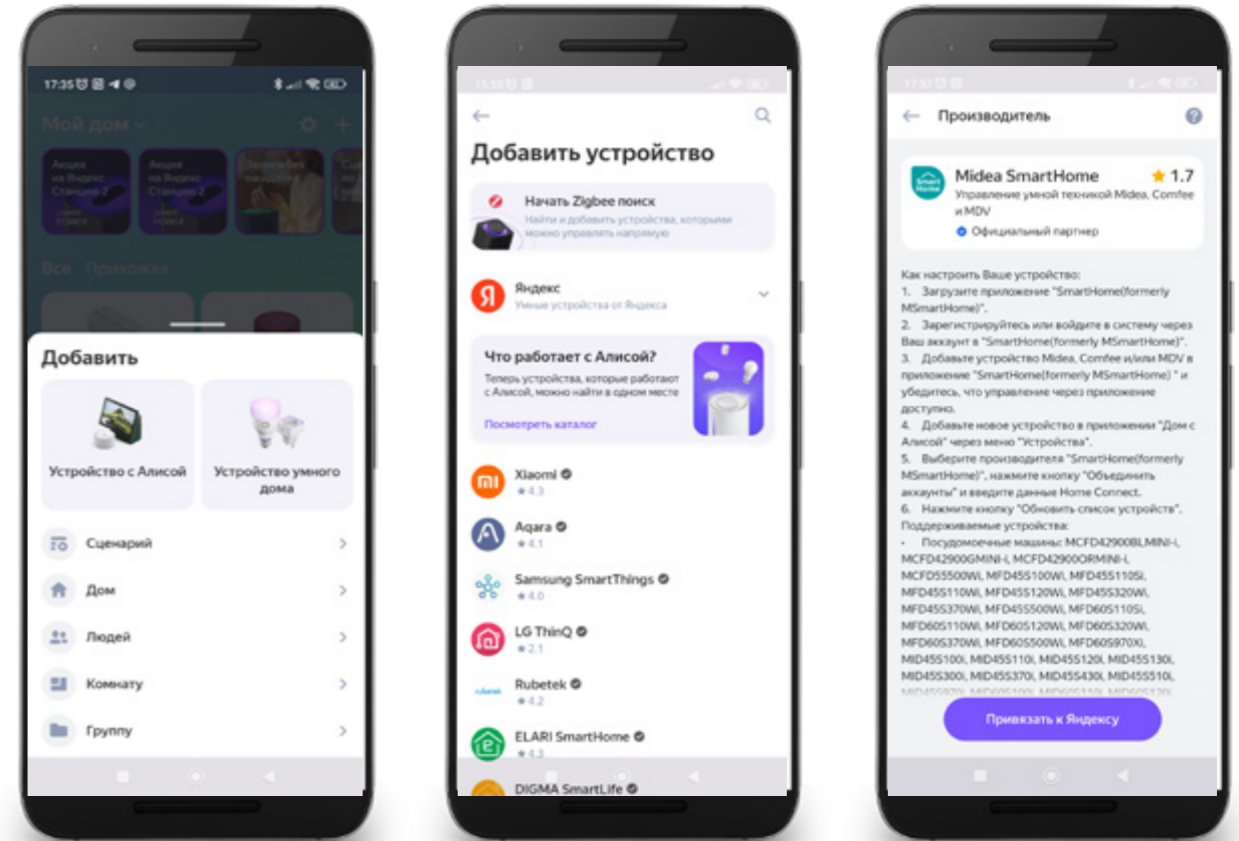 17:35
Мой дом
Акция
на Яндекс
Станцию 2
Акция
на Яндекс
Станцию 2
Все Прихожая
Добавить
Устройство с Алисой
Устройство умного
дома
Сценарий
Дом
Людей
Комнату
Группу
Добавить устройство
Начать Zigbee поиск
Найти и добавить устройства, которыми
можно управлять напрямую
Я
Яндекс
Умные устройства от Яндекса
Что работает с Алисой?
Теперь устройства, которые работают
с Алисой, можно найти в одном месте
Посмотреть каталог
Xiaomi
4.3
Aqara
4.1
Samsung SmartThings
4.0
LG ThinQ
2.1
rubetek
Rubetek
4.2
ELARI SmartHome
4.3
DIGMA SmartLife
Производитель
Smart
Home
Midea SmartHome
1.7
Управление умной техникой Midea, Comfee
и MDV
Официальный партнер
Как настроить Ваше устройство:
1. Загрузите приложение "SmartHome(formerly
MSmartHome)".
2. Зарегистрируйтесь или войдите в систему через
Ваш аккаунт в "SmartHome(formerly MSmartHome)".
3. Добавьте устройство Midea, Comfee и/или MDV в
приложение "SmartHome(formerly MSmartHome) " и
убедитесь, что управление через приложение
доступно.
4. Добавьте новое устройство в приложении "Дом с
Алисой" через меню "Устройства".
5. Выберите производителя "SmartHome(formerly
MSmartHome)", нажмите кнопку "Объединить
аккаунты" и введите данные Home Connect.
6. Нажмите кнопку "Обновить список устройств".
Поддерживаемые устройства:
- Посудомоечные машины: MCFD42900BLMINI-i,
MCFD42900GMINI-i, MCFD42900ORMINI-i,
MCFD55500Wi, MFD45S100Wi, MFD45S110Si,
MFD45S110Wi, MFD45S120Wi, MFD45S320Wi,
MFD45S370Wi, MFD45S500Wi, MFD60S110Si,
MFD60S110Wi, MFD60S120Wi, MFD60S320Wi,
MFD60S370Wi, MFD60S500Wi, MFD60S970Xi,
MID45S100i, MID45S110i, MID45S120i, MID45S130i,
MID45S300i, MID45S370i, MID45S430i, MID45S510i,
Привязать к Яндексу